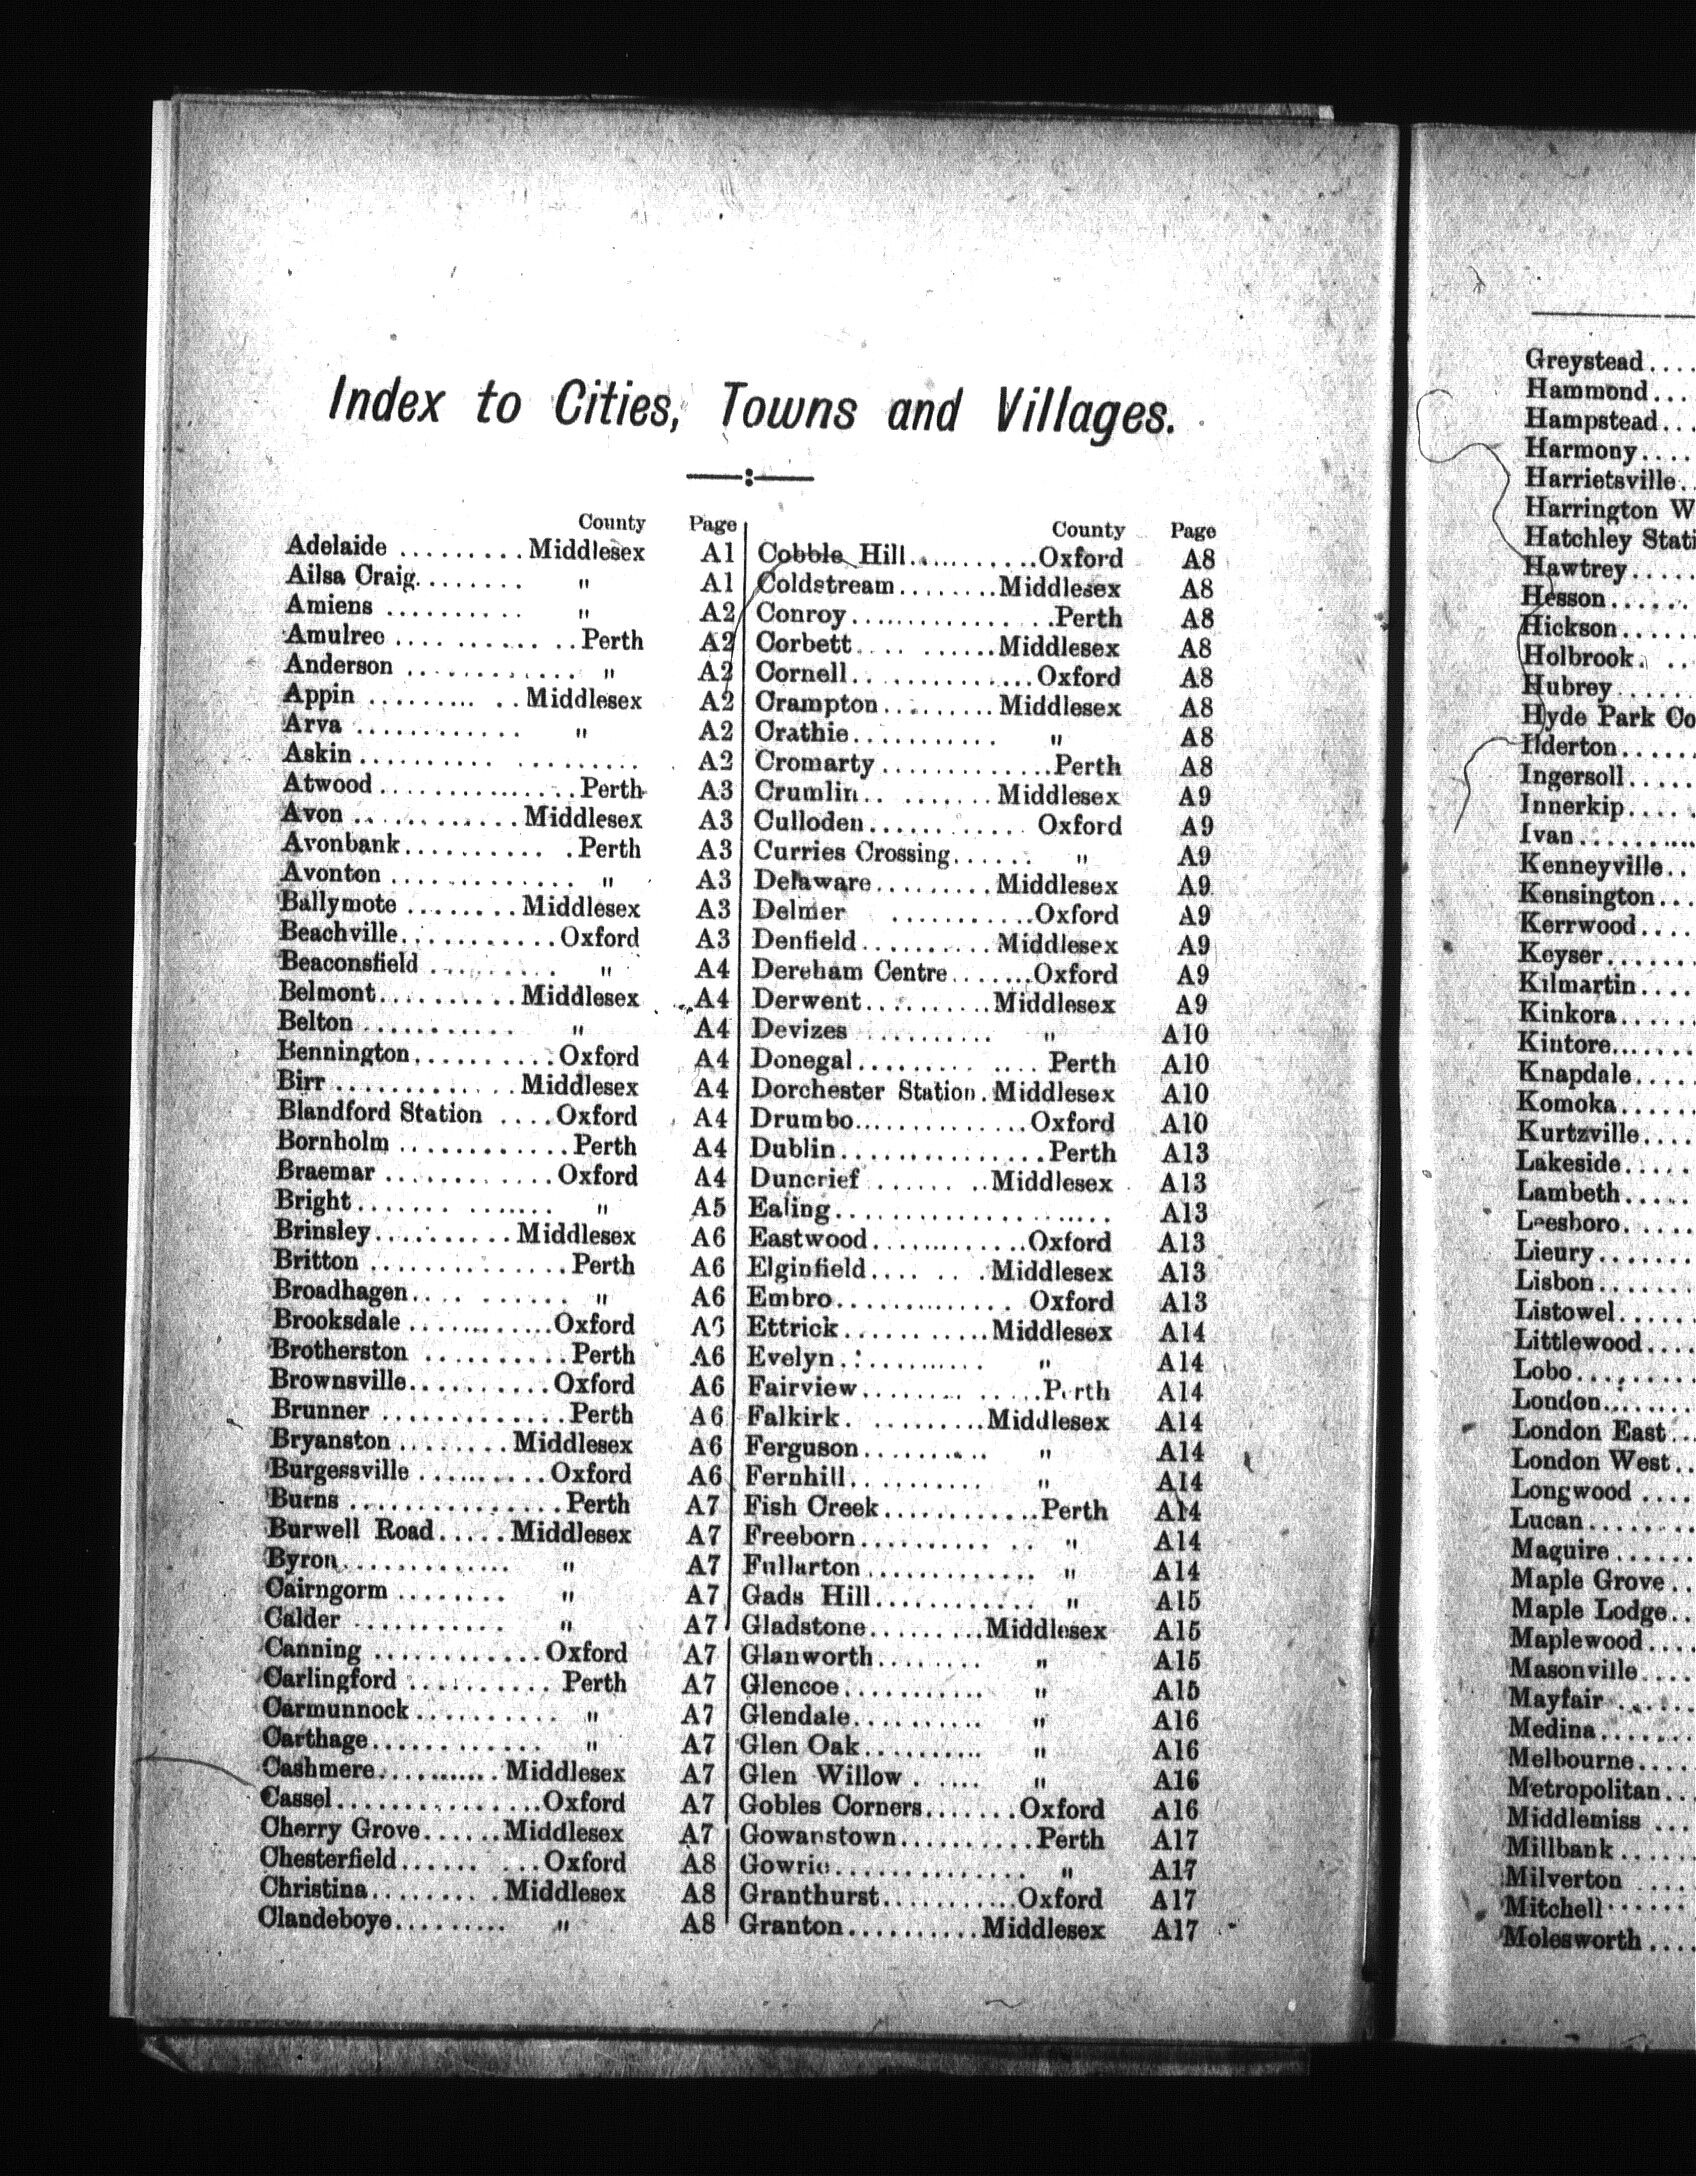 Index to Cities, Towns and Villages.
County Page
Adelaide ......... Middlesex A1
Ailsa Craig........ " A1
Amiens .......... " A2
Amulree .... ....... ..Perth A2
Anderson ............. " A2
Appin ......... .. Middlesex A2
Arva ............ " A2
Askin.......... ......... A2
Atwood ...............Perth A3
Avon ............ Middlesex A3
Avonbank.......... .Perth A3
Avonton .............. " A3
Ballymote ........ Middlesex A3
Beachville............ Oxford A3
Beaconsfield .......... " A4
Belmont.......... Middlesex A4
Belton ........... " A4
Bennington.......... Oxford A4
Birr ............. Middlesex A4
Blandford Station .... Oxford A4
Bornholm ............ Perth A4
Braemar ............. Oxford A4
Bright....... ....... " A5
Brinsley.......... Middlesex A6
Britton ............... Perth A6
Broadhagen.... ...... " A6
Brooksdale ...........Oxford A6
Brotherston .......... Perth A6
Brownsville.......... Oxford A6
Brunner ............. Perth A6
Bryanston ........ Middlesex A6
Burgessville .......... Oxford A6
Burns ................ Perth A7
Burwell Road..... Middlesex A7
Byron............. " A7
Cairngorm ........ " A7
Calder ........... " A7
Canning ............ Oxford A7
Carlingford .......... Perth A7
Carmunnock.......... " A7
Carthage............ " A7
Cashmere.......... Middlesex A7
Cassel................Oxford A7
Cherry Grove...... Middlesex A7
Chesterfield...... ... Oxford A8
Christina......... .Middlesex A8
Clandeboye......... " A8
County Page
Cobble Hill...........Oxford A8
Coldstream........ Middlesex A8
Conroy .............. ..Perth A8
Corbett.... ......Middlesex A8
Cornell.............. Oxford A8
Crampton......... Middlesex A8
Crathie........... " A8
Cromarty ..............Perth A8
Crumlin.. ....... Middlesex A9
Culloden............ Oxford A9
Curries Crossing...... " A9
Delaware......... Middlesex A9
Delmer ...........Oxford A9
Denfield.......... Middlesex A9
Dereham Centre.......Oxford A9
Derwent.......... Middlesex A9
Devizes .......... " A10
Donegal......... .... Perth A10
Dorchester Station . Middlesex A10
Drumbo.............. Oxford A10
Dublin................ Perth A13
Duncrief ...... ..Middlesex A13
Ealing.................... A13
Eastwood.............Oxford A13
Elginfield.... ....Middlesex A13
Embro.............. Oxford A13
Ettrick........... Middlesex A14
Evelyn............ " A14
Fairview......... .....Perth A14
Falkirk. .........Middlesex A14
Ferguson.......... " A14
Fernhill.......... " A14
Fish Creek............Perth A14
Freeborn.......... .. " A14
Fullarton ............. " A14
Gads Hill............. " A15
Gladstone......... Middlesex A15
Glanworth........ " A15
Glencoe........... " A15
Glendale.......... " A16
Glen Oak.......... " A16
Glen Willow . .... " A16
Gobles Corners....... Oxford A16
Gowanstown.......... Perth A17
Gowrie............... " A17
Granthurst.......... Oxford A17
Granton.......... Middlesex A17
Greystead....
Hammond...
Hampstead...
Harmony....
Harrietsville..
Harrington W
Hatchley Stati
Hawtrey.....
Hesson......
Hickson......
Holbrook. ..
Hubrey......
Hyde Park Co
Ilderton.....
Ingersoll.....
Innerkip.....
Ivan .........
Kenneyville..
Kensington...
Kerrwood....
Keyser......
Kilmartin....
Kinkora.....
Kintore......
Knapdale....
Komoka.....
Kurtzville....
Lakeside.....
Lambeth.....
Leesboro.....
Lieury.......
Lisbon.......
Listowel.....
Littlewood....
Lobo.........
London.......
London East..
London West..
Longwood ....
Lucan........
Maguire......
Maple Grove..
Maple Lodge..
Maplewood....
Masonville....
Mayfair ......
Medina.......
Melbourne....
Metropolitan...
Middlemiss ...
Millbank.....
Milverton ....
Mitchell......
Molesworth....